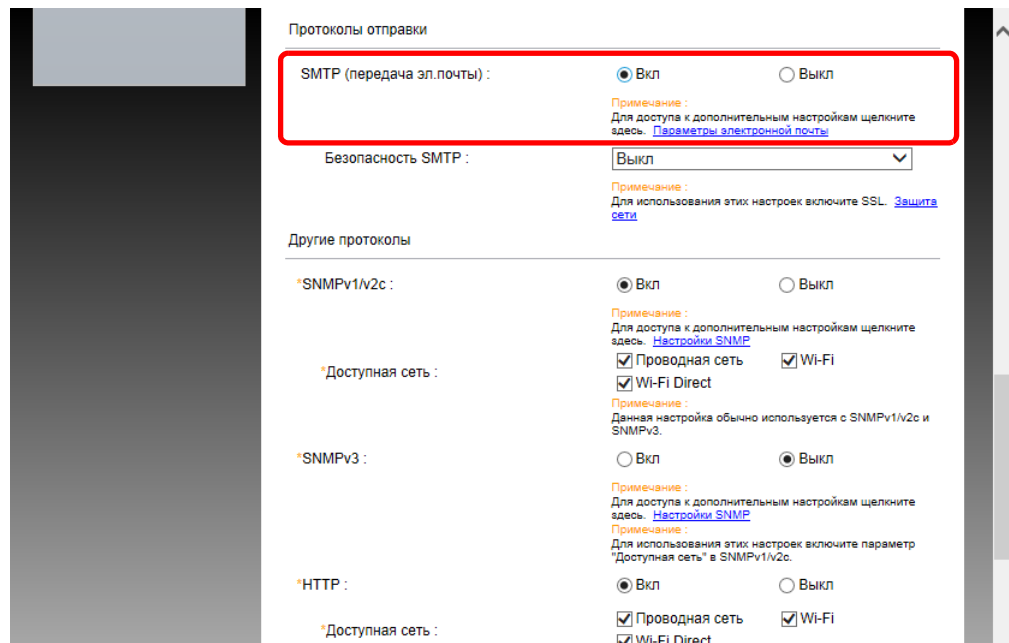 Протоколы отправки
SMTP (передача эл.почты) : Вкл Выкл
Примечание :
Для доступа к дополнительным настройкам щелкните
здесь. Параметры электронной почты
Безопасность SMTP : Выкл
Примечание :
Для использования этих настроек включите SSL. Защита
сети
Другие протоколы
*SNMPv1/v2c : Вкл Выкл
Примечание :
Для доступа к дополнительным настройкам щелкните
здесь. Настройки SNMP
*Доступная сеть : Проводная сеть Wi-Fi
Wi-Fi Direct
Примечание :
Данная настройка обычно используется с SNMPv1/v2c и
SNMPv3.
*SNMPv3 : Вкл Выкл
Примечание :
Для доступа к дополнительным настройкам щелкните
здесь. Настройки SNMP
Примечание :
Для использования этих настроек включите параметр
"Доступная сеть" в SNMPv1/v2c.
*HTTP : Вкл Выкл
*Доступная сеть : Проводная сеть Wi-Fi
Wi-Fi Direct